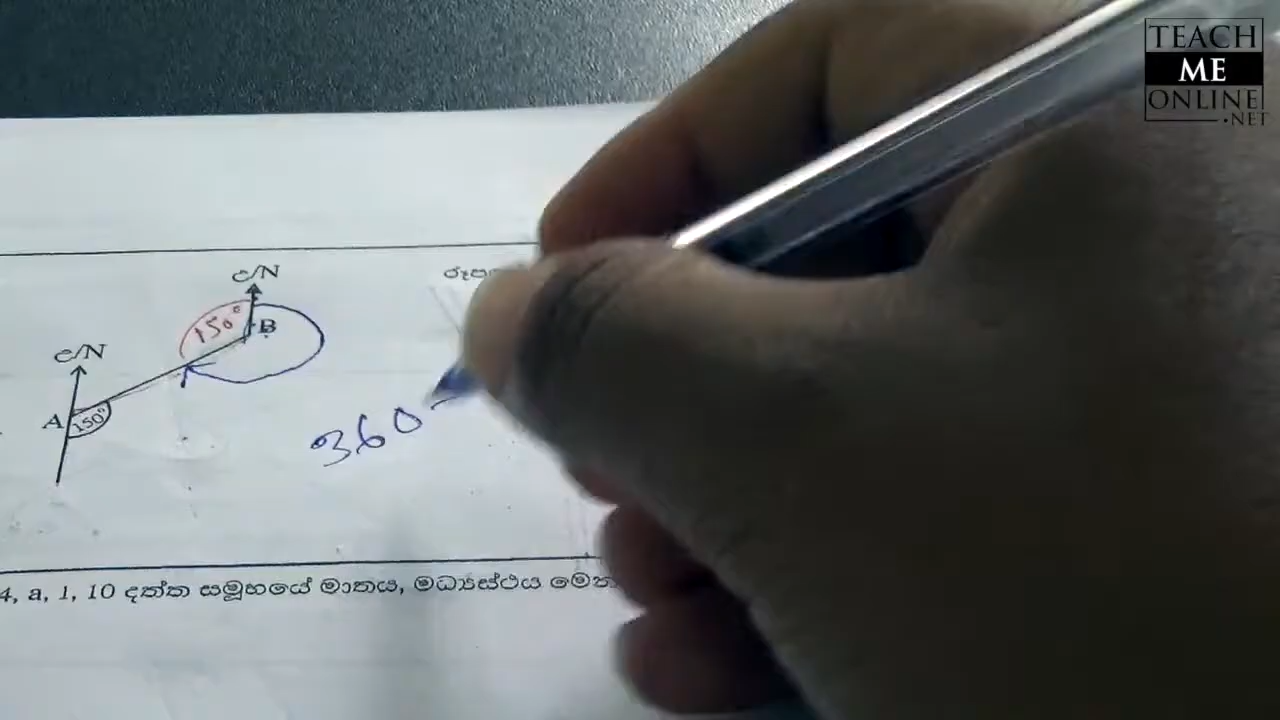 TEACH
ME
ONLINE
.NET
උ/N
150°
B
උ/N
A
150°
360
4, a, 1, 10 දත්ත සමූහයේ මාතය, මධ්‍යස්ථය